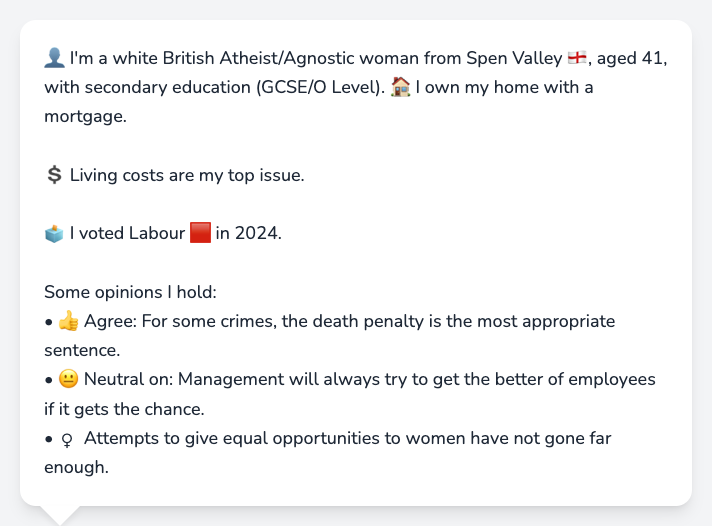 👤 I'm a white British Atheist/Agnostic woman from Spen Valley 🏴󠁧󠁢󠁥󠁮󠁧󠁿, aged 41,
with secondary education (GCSE/O Level). 🏠 I own my home with a
mortgage.
💲 Living costs are my top issue.
🗳️ I voted Labour 🟥 in 2024.
Some opinions I hold:
• 👍 Agree: For some crimes, the death penalty is the most appropriate
sentence.
• 😐 Neutral on: Management will always try to get the better of employees
if it gets the chance.
• ♀ Attempts to give equal opportunities to women have not gone far
enough.